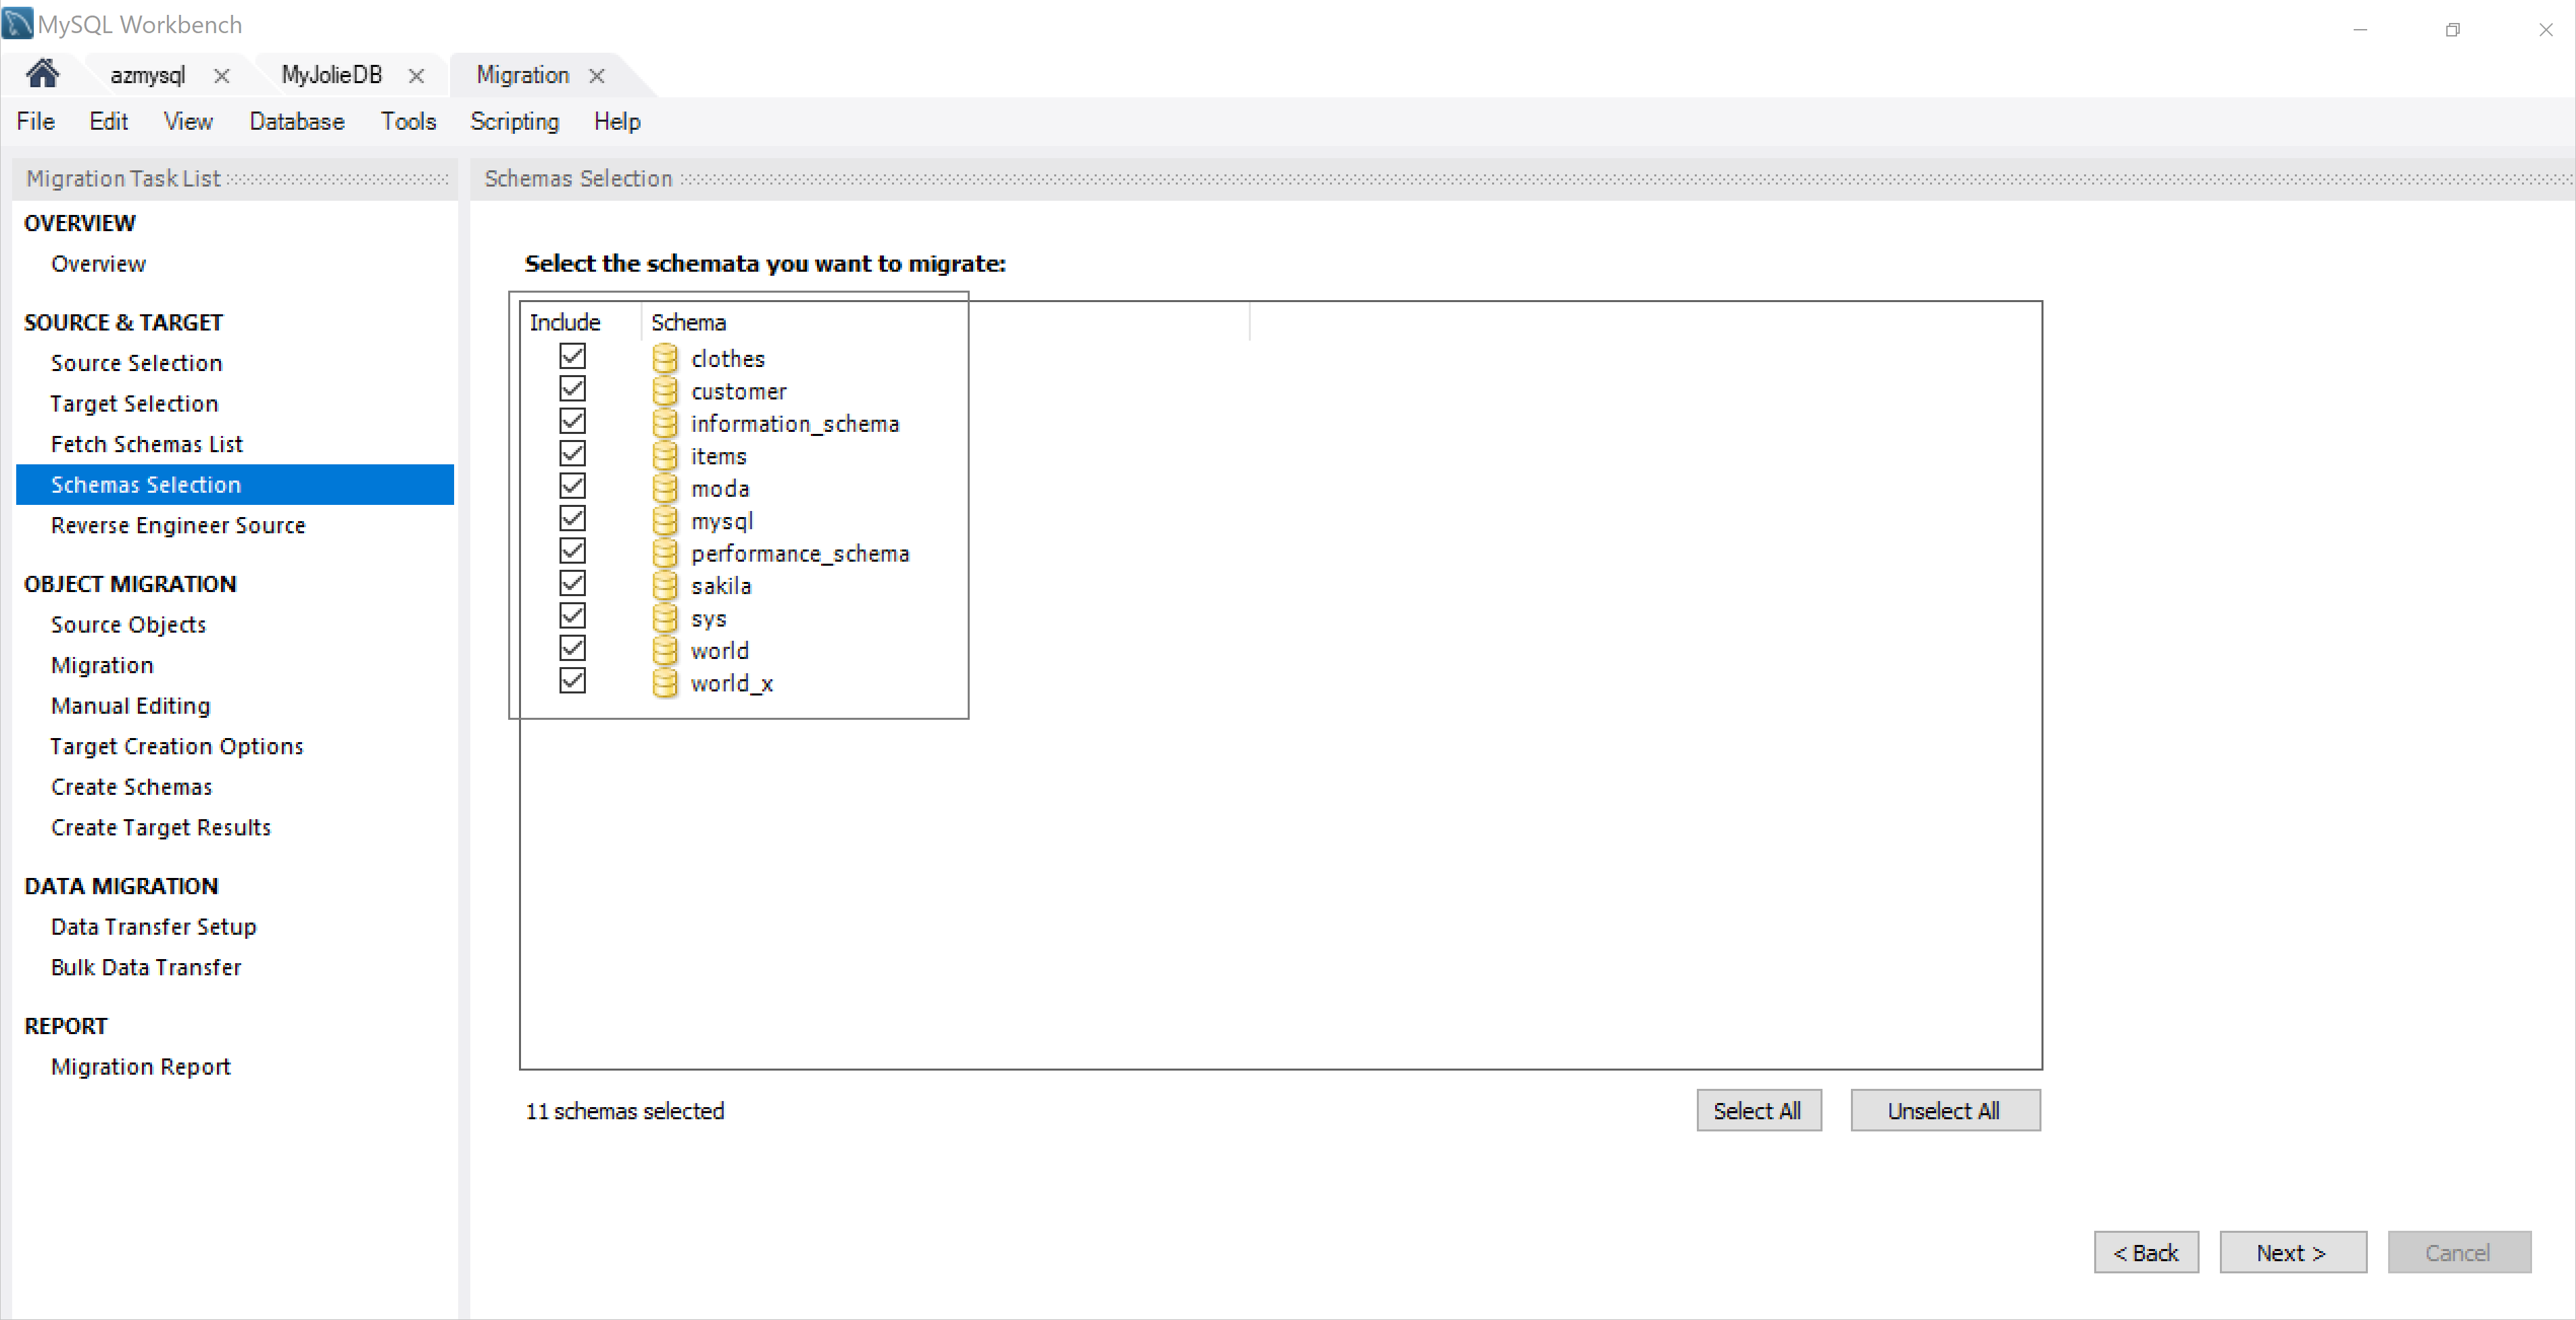 MySQL Workbench
azmysql
MyJolieDB
Migration
File Edit View Database Tools Scripting Help
Migration Task List
OVERVIEW
Overview
SOURCE & TARGET
Source Selection
Target Selection
Fetch Schemas List
Schemas Selection
Reverse Engineer Source
OBJECT MIGRATION
Source Objects
Migration
Manual Editing
Target Creation Options
Create Schemas
Create Target Results
DATA MIGRATION
Data Transfer Setup
Bulk Data Transfer
REPORT
Migration Report
Schemas Selection
Select the schemata you want to migrate:
Include Schema
clothes
customer
information_schema
items
moda
mysql
performance_schema
sakila
sys
world
world_x
11 schemas selected
Select All
Unselect All
< Back
Next >
Cancel